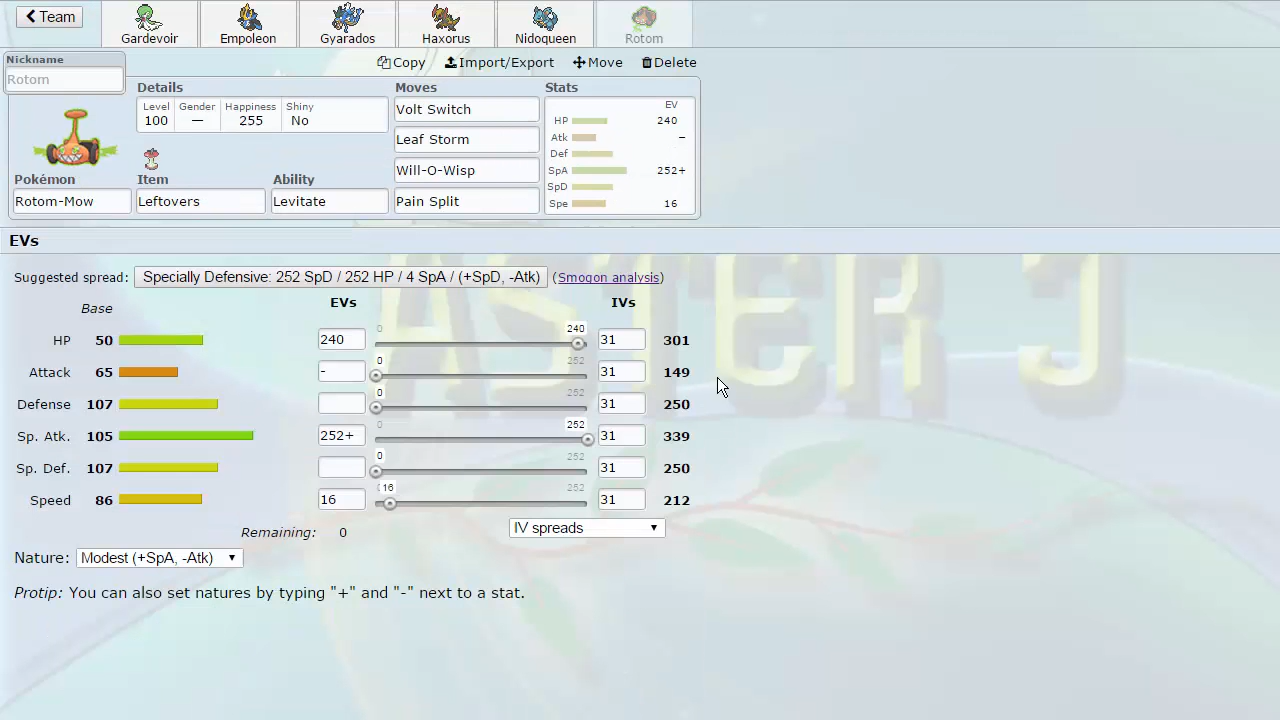 Team
Gardevoir Empoleon Gyarados Haxorus Nidoqueen Rotom
Copy Import/Export Move Delete
Nickname
Rotom
Details Moves Stats
Level Gender Happiness Shiny
100 — 255 No
Volt Switch
Leaf Storm
Will-O-Wisp
Pain Split
EV
HP 240
Atk –
Def
SpA 252+
SpD
Spe 16
Pokémon Item Ability
Rotom-Mow Leftovers Levitate
EVs
Suggested spread: Specially Defensive: 252 SpD / 252 HP / 4 SpA / (+SpD, -Atk) (Smogon analysis)
Base EVs IVs
HP 50 240 0 240 31 301
Attack 65 - 0 252 31 149
Defense 107 0 252 31 250
Sp. Atk. 105 252+ 0 252 31 339
Sp. Def. 107 0 252 31 250
Speed 86 16 16 252 31 212
Remaining: 0 IV spreads
Nature: Modest (+SpA, -Atk)
Protip: You can also set natures by typing "+" and "-" next to a stat.
ASTER J